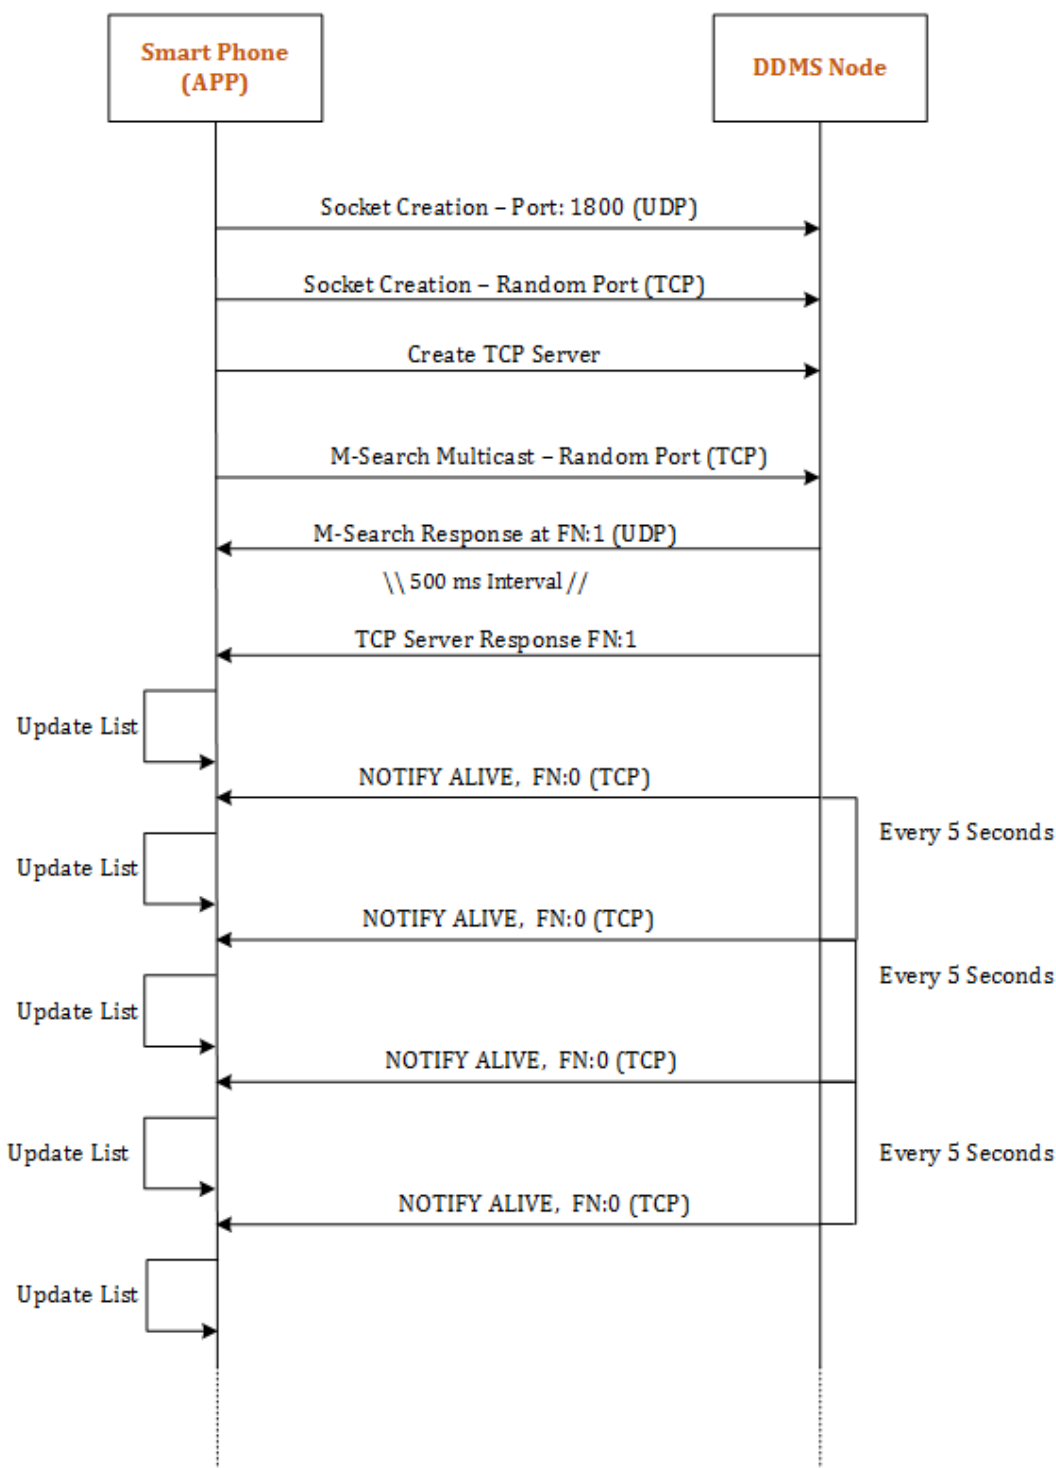 Smart Phone
(APP)
DDMS Node
Socket Creation – Port: 1800 (UDP)
Socket Creation – Random Port (TCP)
Create TCP Server
M-Search Multicast – Random Port (TCP)
M-Search Response at FN:1 (UDP)
\\ 500 ms Interval //
TCP Server Response FN:1
Update List
NOTIFY ALIVE, FN:0 (TCP)
Every 5 Seconds
Update List
NOTIFY ALIVE, FN:0 (TCP)
Every 5 Seconds
Update List
NOTIFY ALIVE, FN:0 (TCP)
Update List
Every 5 Seconds
NOTIFY ALIVE, FN:0 (TCP)
Update List